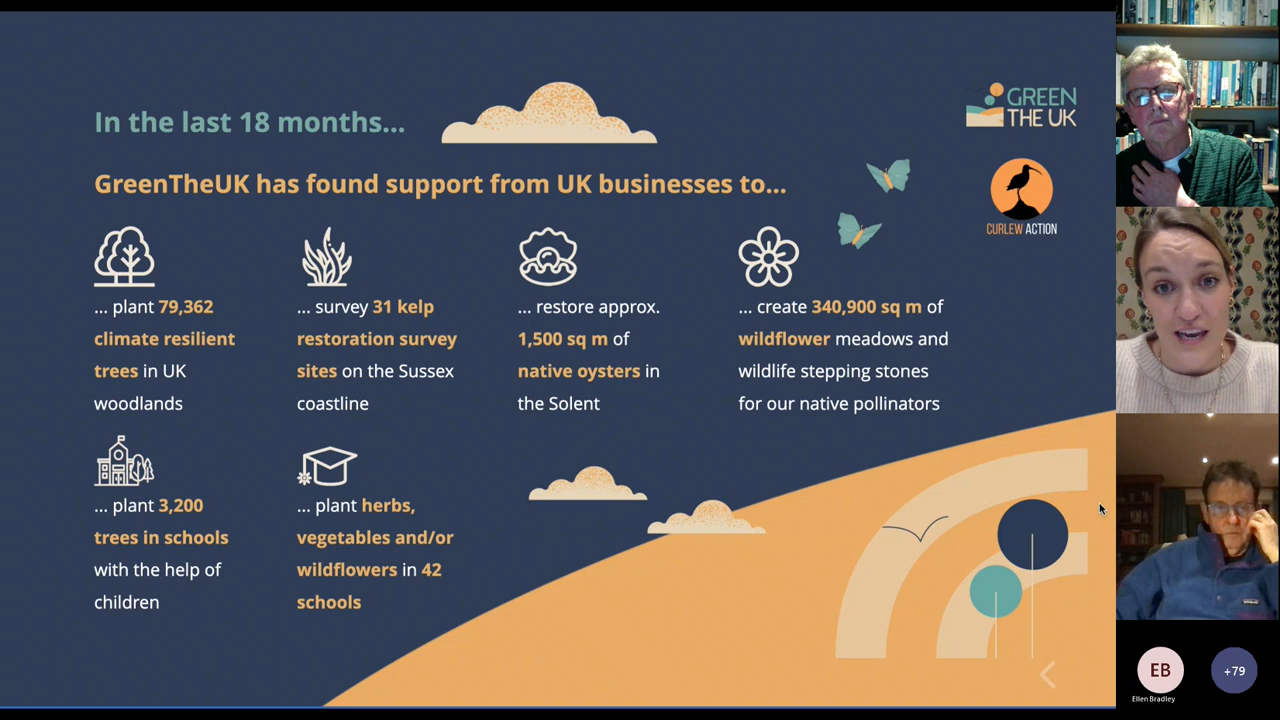 In the last 18 months...
GREEN
THE UK
GreenTheUK has found support from UK businesses to...
CURLEW ACTION
... plant 79,362
climate resilient
trees in UK
woodlands
... survey 31 kelp
restoration survey
sites on the Sussex
coastline
... restore approx.
1,500 sq m of
native oysters in
the Solent
... create 340,900 sq m of
wildflower meadows and
wildlife stepping stones
for our native pollinators
... plant 3,200
trees in schools
with the help of
children
... plant herbs,
vegetables and/or
wildflowers in 42
schools
EB
Ellen Bradley
+79